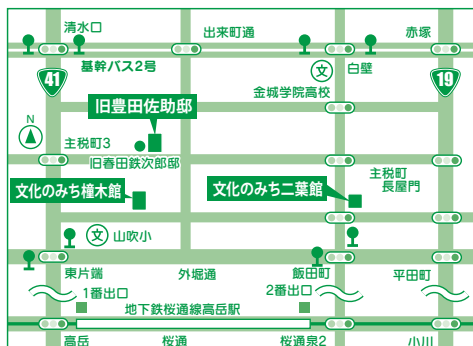 清水口
出来町通
赤塚
基幹バス2号
文
白壁
41
19
金城学院高校
旧豊田佐助邸
N
主税町3
旧春田鉄次郎邸
主税町
長屋門
文化のみち橦木館
文化のみち二葉館
文
山吹小
東片端
外堀通
飯田町
平田町
1番出口
2番出口
地下鉄桜通線高岳駅
高岳
桜通
桜通泉2
小川